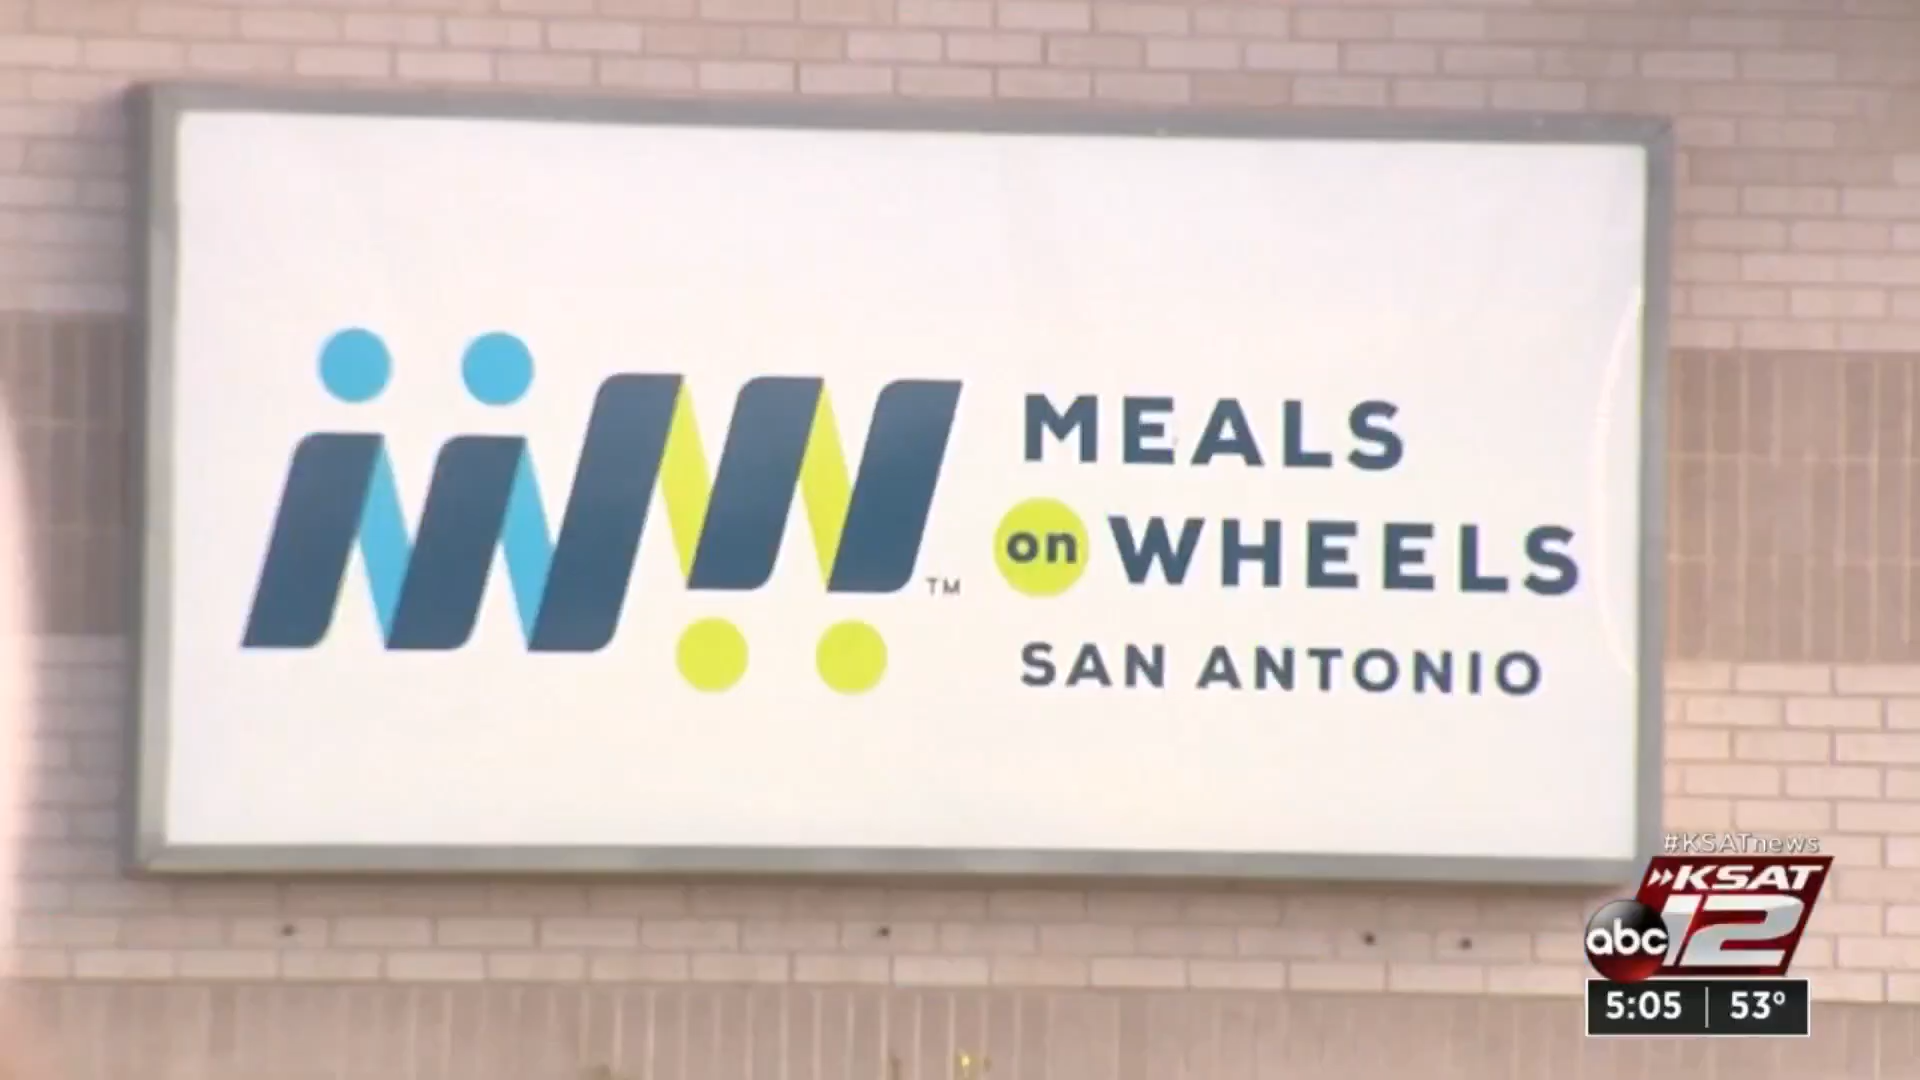 MEALS
on WHEELS
SAN ANTONIO
TM
#KSATnews
KSAT
abc 12
5:05 | 53°